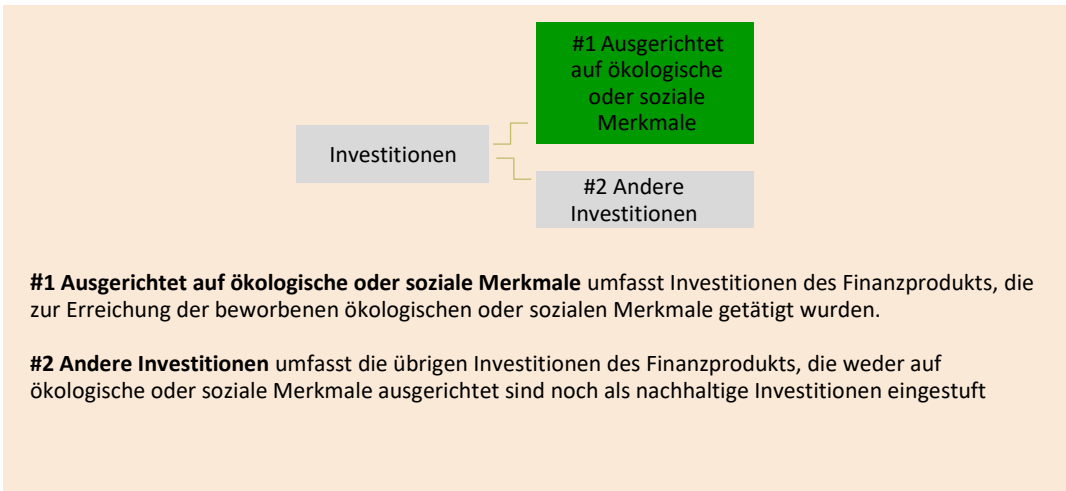 #1 Ausgerichtet
auf ökologische
oder soziale
Merkmale
Investitionen
#2 Andere
Investitionen
#1 Ausgerichtet auf ökologische oder soziale Merkmale umfasst Investitionen des Finanzprodukts, die
zur Erreichung der beworbenen ökologischen oder sozialen Merkmale getätigt wurden.
#2 Andere Investitionen umfasst die übrigen Investitionen des Finanzprodukts, die weder auf
ökologische oder soziale Merkmale ausgerichtet sind noch als nachhaltige Investitionen eingestuft